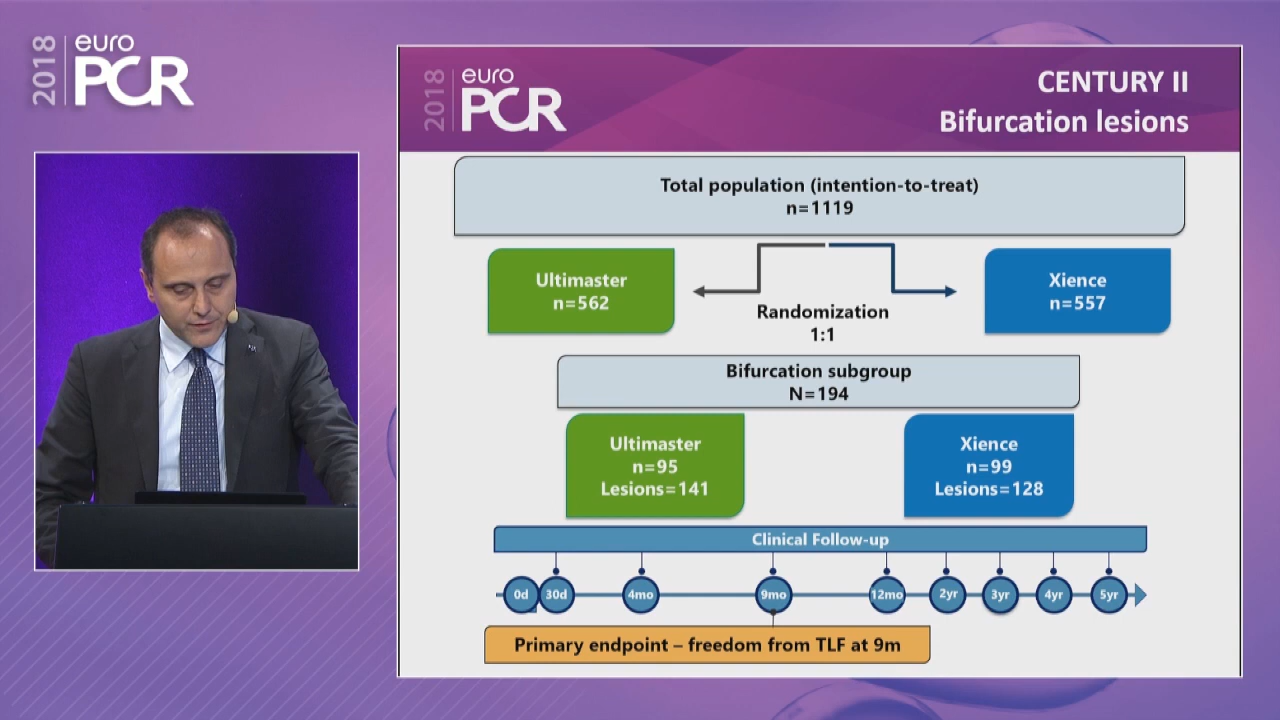 2018
euro
PCR
2018
euro
PCR
CENTURY II
Bifurcation lesions
Total population (intention-to-treat)
n=1119
Ultimaster
n=562
Randomization
1:1
Xience
n=557
Bifurcation subgroup
N=194
Ultimaster
n=95
Lesions=141
Xience
n=99
Lesions=128
Clinical Follow-up
0d 30d 4mo 9mo 12mo 2yr 3yr 4yr 5yr
Primary endpoint – freedom from TLF at 9m